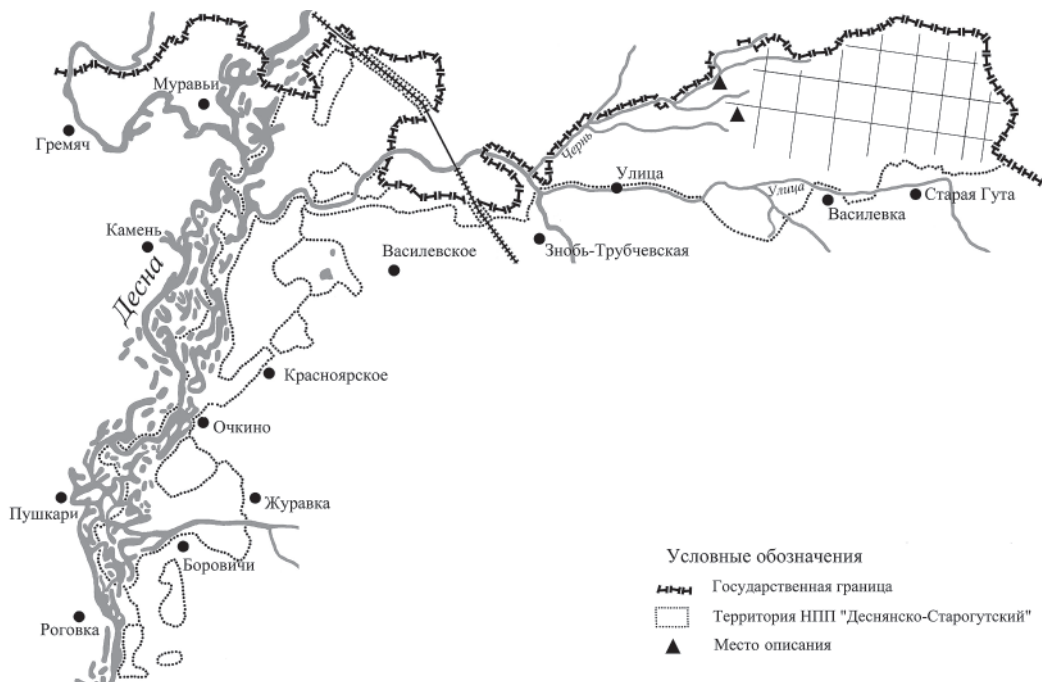 Муравьи
Гремяч
Чернь
Улица
Улица
Старая Гута
Василевка
Камень
Знобь-Трубчевская
Василевское
Десна
Красноярское
Очкино
Журавка
Пушкари
Боровичи
Роговка
Условные обозначения
Государственная граница
Территория НПП "Деснянско-Старогутский"
Место описания